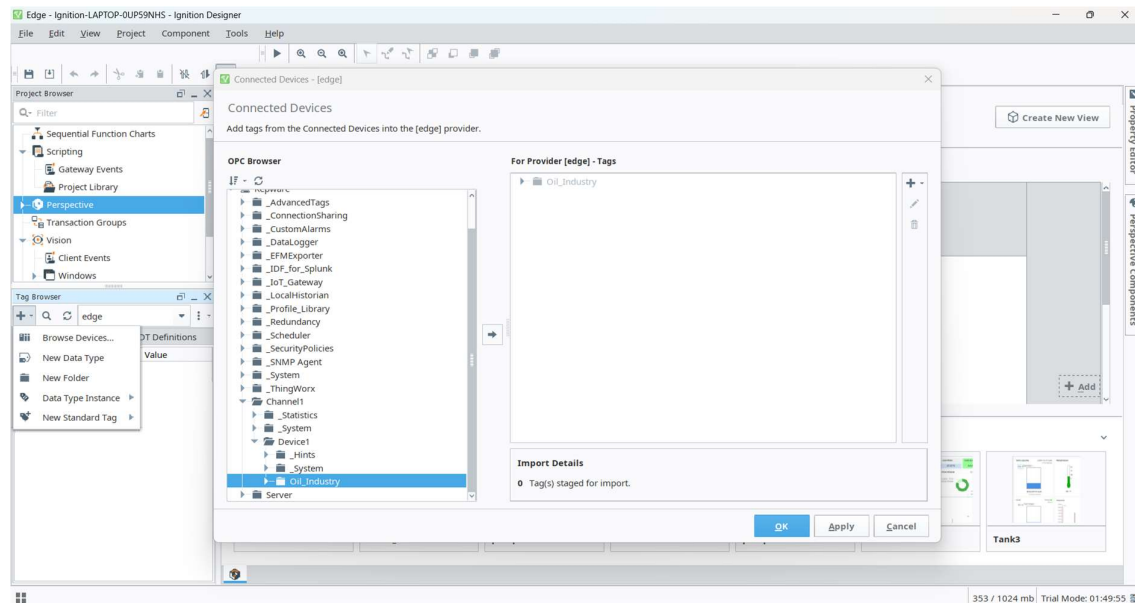 Edge - Ignition-LAPTOP-0UP59NHS - Ignition Designer
File Edit View Project Component Tools Help
Project Browser
Filter
Sequential Function Charts
Scripting
Gateway Events
Project Library
Perspective
Transaction Groups
Vision
Client Events
Windows
Tag Browser
edge
Browse Devices...
New Data Type
New Folder
Data Type Instance
New Standard Tag
DT Definitions
Value
Connected Devices - [edge]
Connected Devices
Add tags from the Connected Devices into the [edge] provider.
OPC Browser
_AdvancedTags
_ConnectionSharing
_CustomAlarms
_DataLogger
_EFMExporter
_IDF_for_Splunk
_IoT_Gateway
_LocalHistorian
_Profile_Library
_Redundancy
_Scheduler
_SecurityPolicies
_SNMP Agent
_System
_ThingWorx
Channel1
_Statistics
_System
Device1
_Hints
_System
Oil_Industry
Server
For Provider [edge] - Tags
Oil_Industry
Import Details
0 Tag(s) staged for import.
OK Apply Cancel
Create New View
Add
Tank3
Property Editor
Perspective Components
353 / 1024 mb Trial Mode: 01:49:55